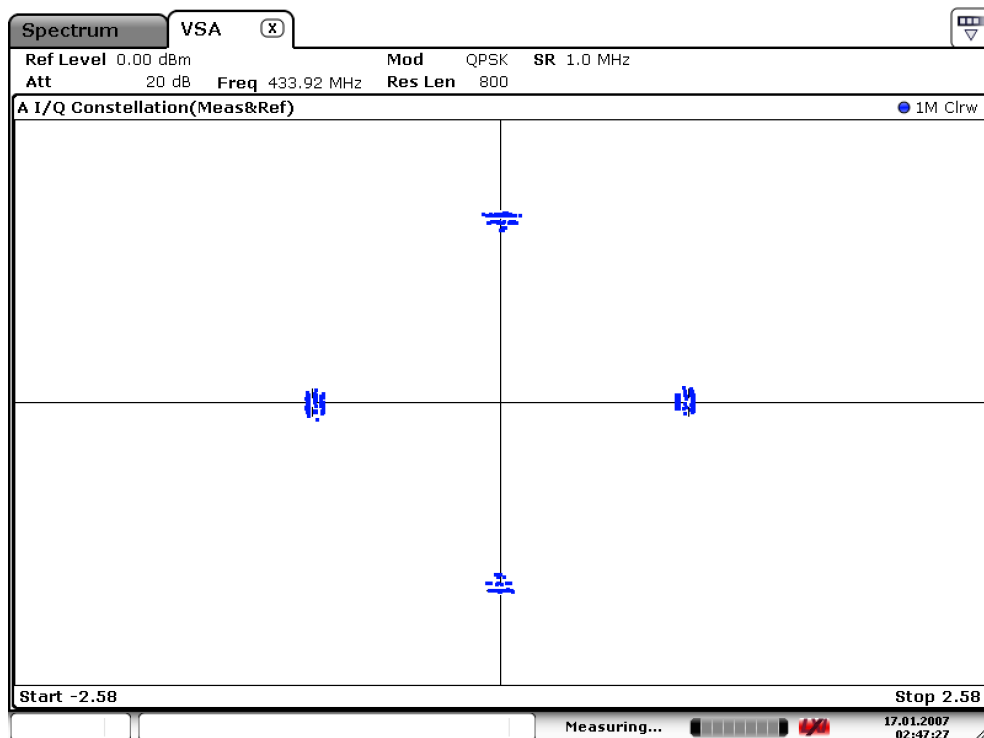 Spectrum VSA X
Ref Level 0.00 dBm Mod QPSK SR 1.0 MHz
Att 20 dB Freq 433.92 MHz Res Len 800
A I/Q Constellation(Meas&Ref) 1M Clrw
Start -2.58 Stop 2.58
Measuring... 17.01.2007
02:47:27